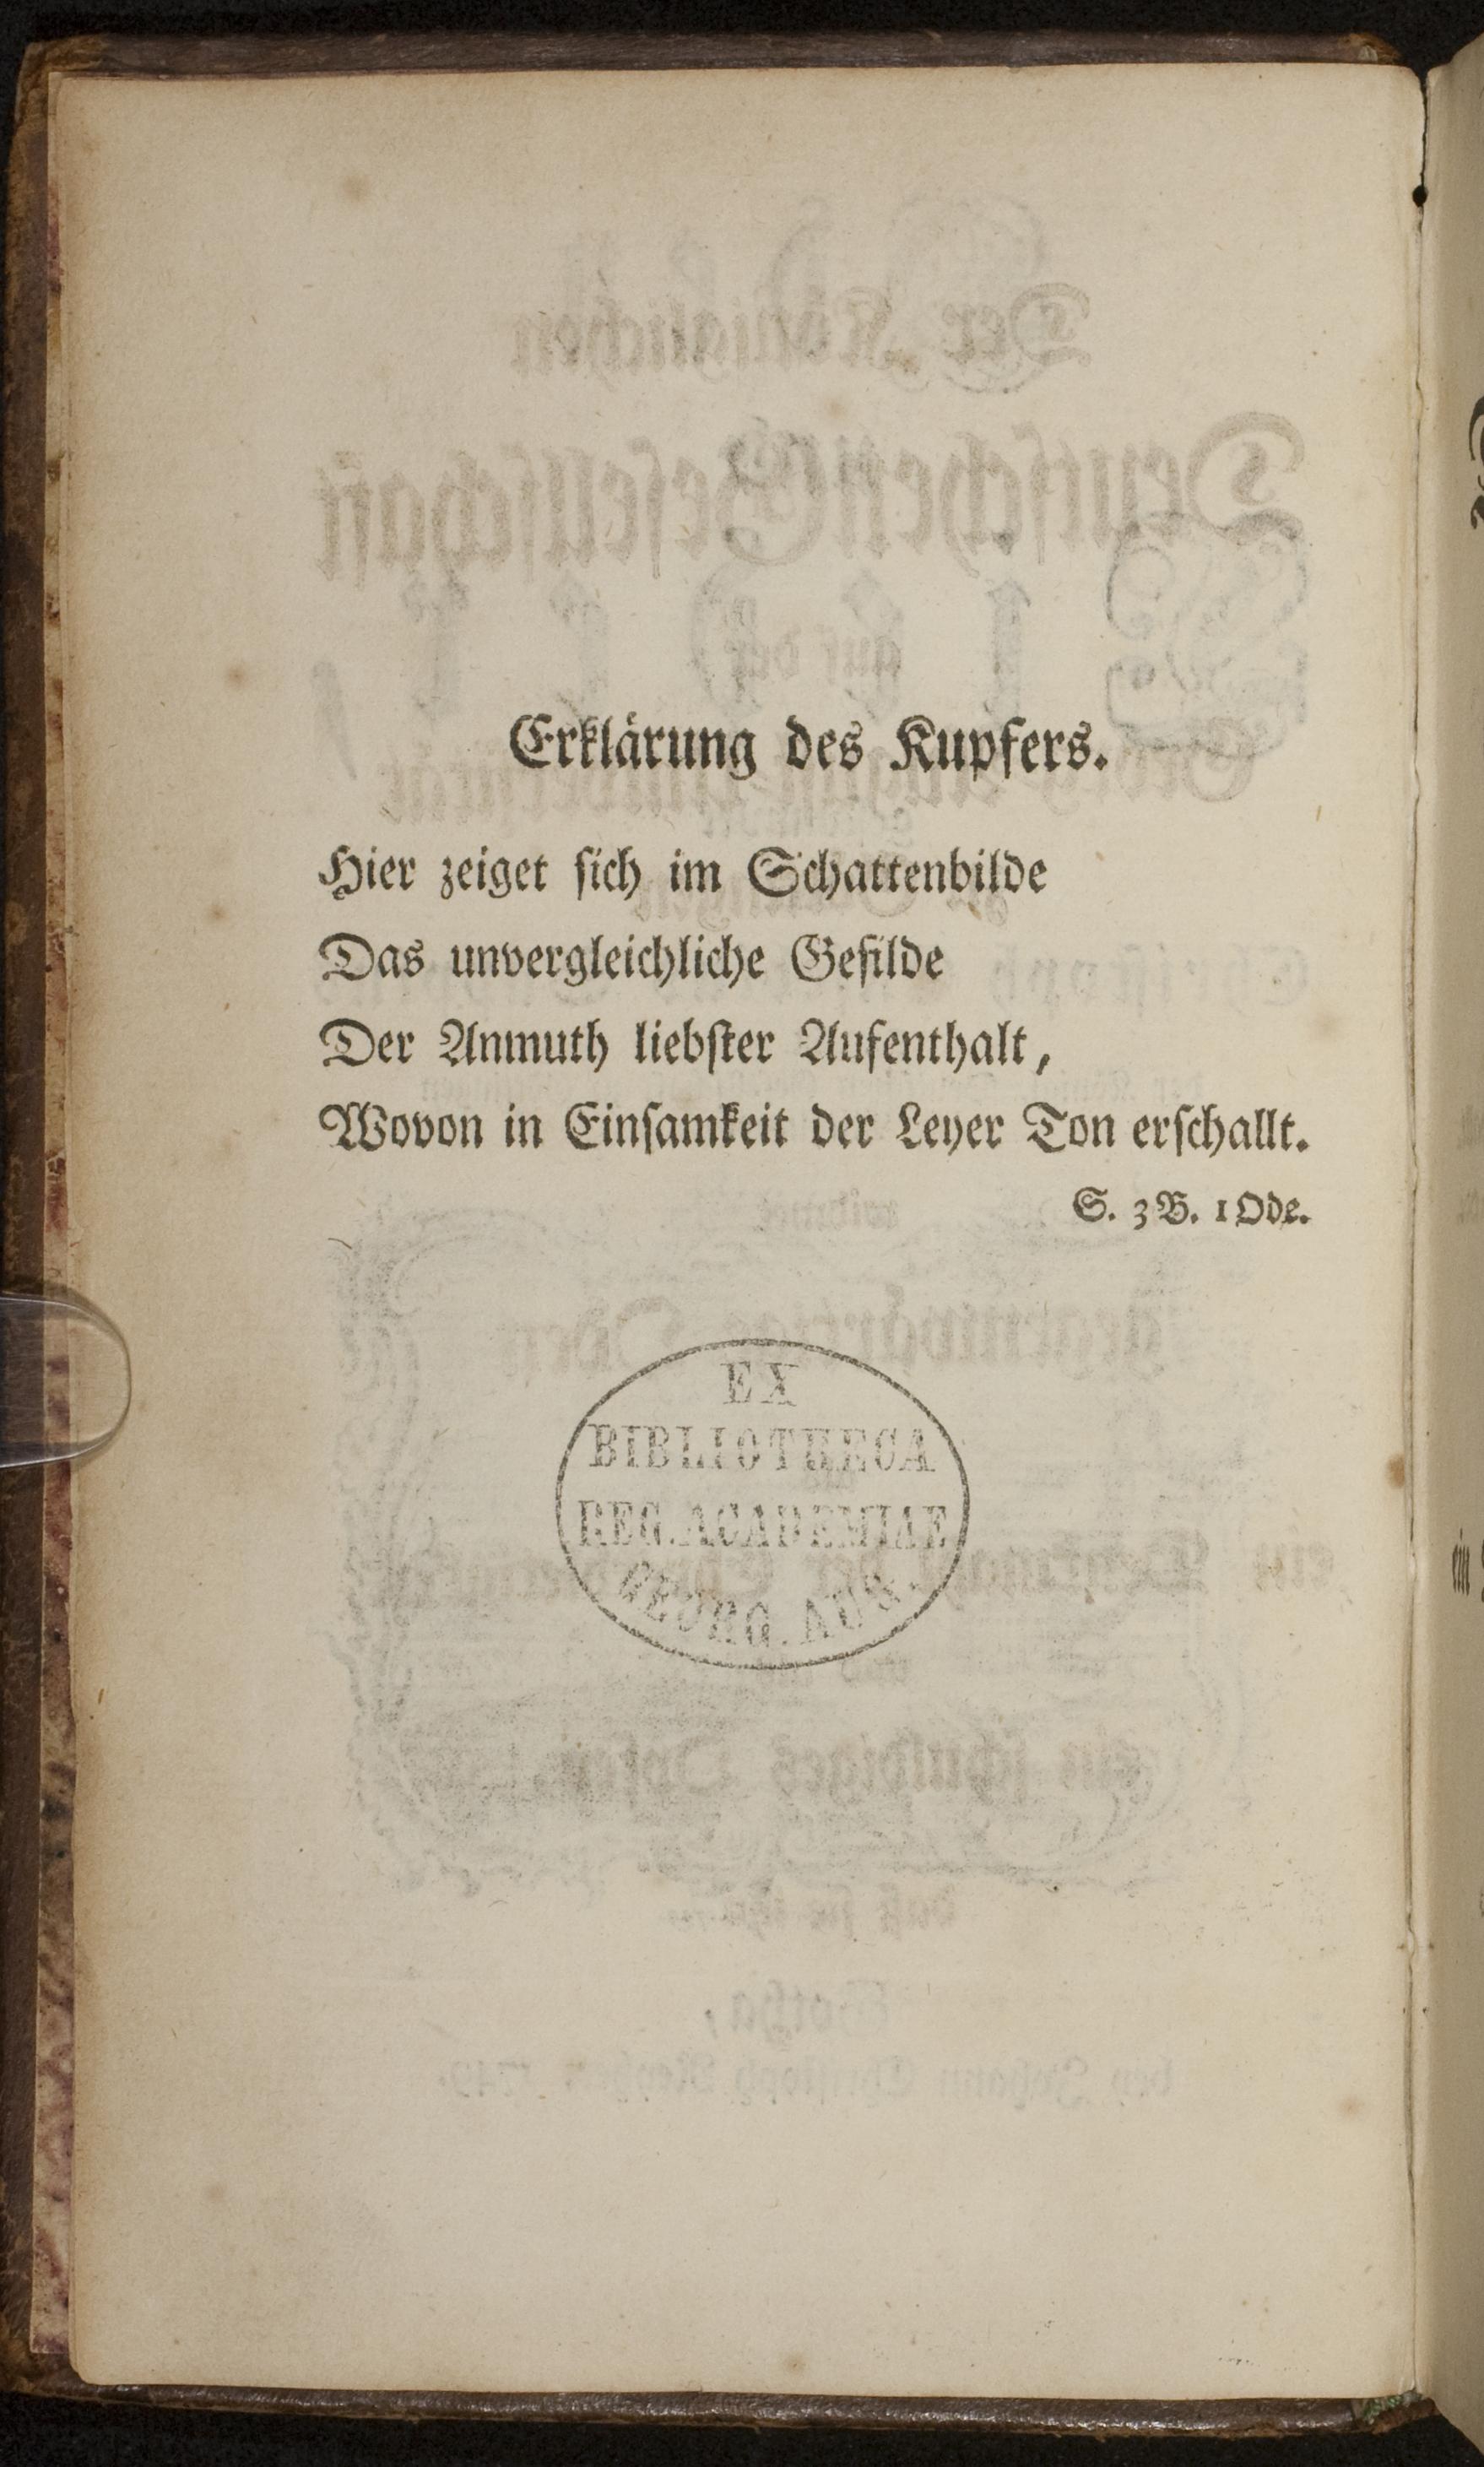 Erklärung des Kupfers.
Hier zeiget sich im Schattenbilde
Das unvergleichliche Gefilde
Der Anmuth liebster Aufenthalt,
Wovon in Einsamkeit der Leyer Ton erschallt.
S. 3 B. 1 Ode.
EX
BIBLIOTHECA
REG. ACADEMIAE
GEORG. AUG.